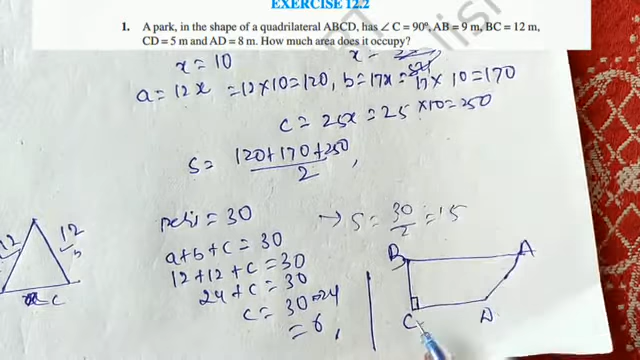 EXERCISE 12.2
1. A park, in the shape of a quadrilateral ABCD, has ∠ C = 90º, AB = 9 m, BC = 12 m,
CD = 5 m and AD = 8 m. How much area does it occupy?
x = 10
a = 12x = 12 × 10 = 120, b = 17x = 17 × 10 = 170
c = 25x = 25 × 10 = 250
S = 120 + 170 + 250 / 2 ,
peri = 30 → S = 30/2 = 15
a + b + c = 30
12 + 12 + c = 30
24 + c = 30
c = 30 - 24
= 6,
12 12
b
c
B A
C D